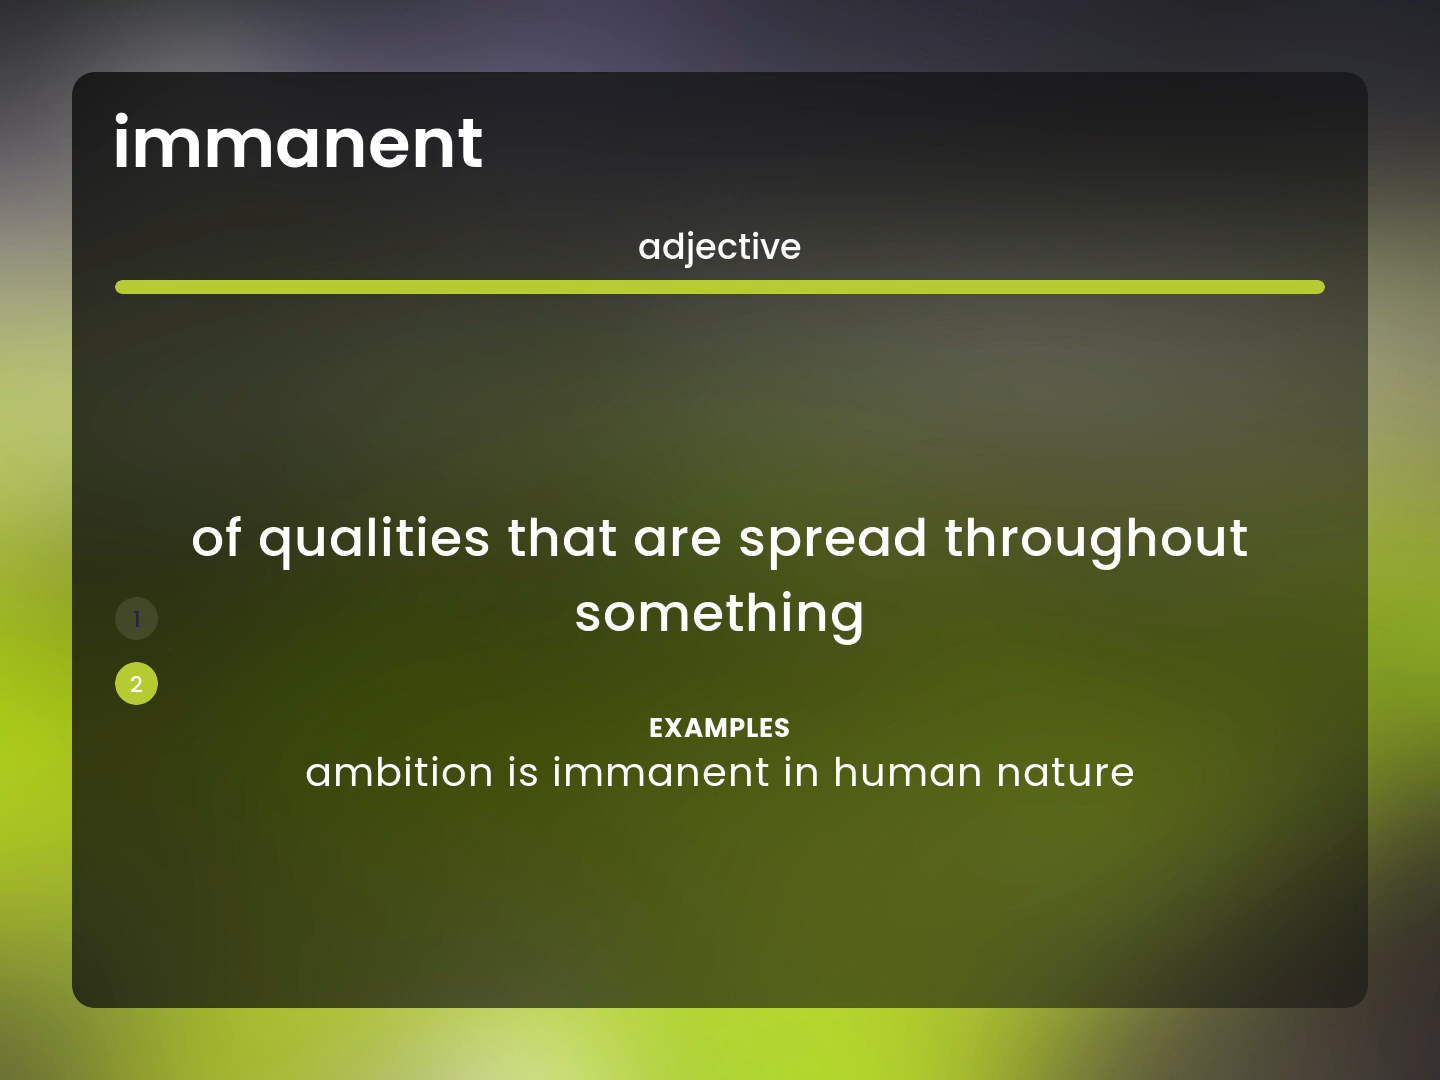 immanent
adjective
of qualities that are spread throughout
something
1
2
EXAMPLES
ambition is immanent in human nature